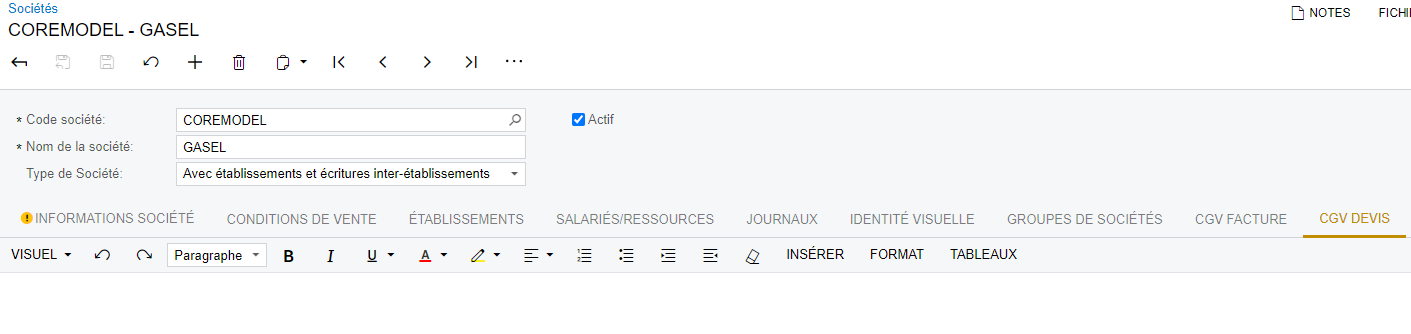 Sociétés
COREMODEL - GASEL
NOTES
* Code société: COREMODEL
Actif
* Nom de la société: GASEL
Type de Société: Avec établissements et écritures inter-établissements
INFORMATIONS SOCIÉTÉ CONDITIONS DE VENTE ÉTABLISSEMENTS SALARIÉS/RESSOURCES JOURNAUX IDENTITÉ VISUELLE GROUPES DE SOCIÉTÉS CGV FACTURE CGV DEVIS
VISUEL Paragraphe B I U A INSÉRER FORMAT TABLEAUX